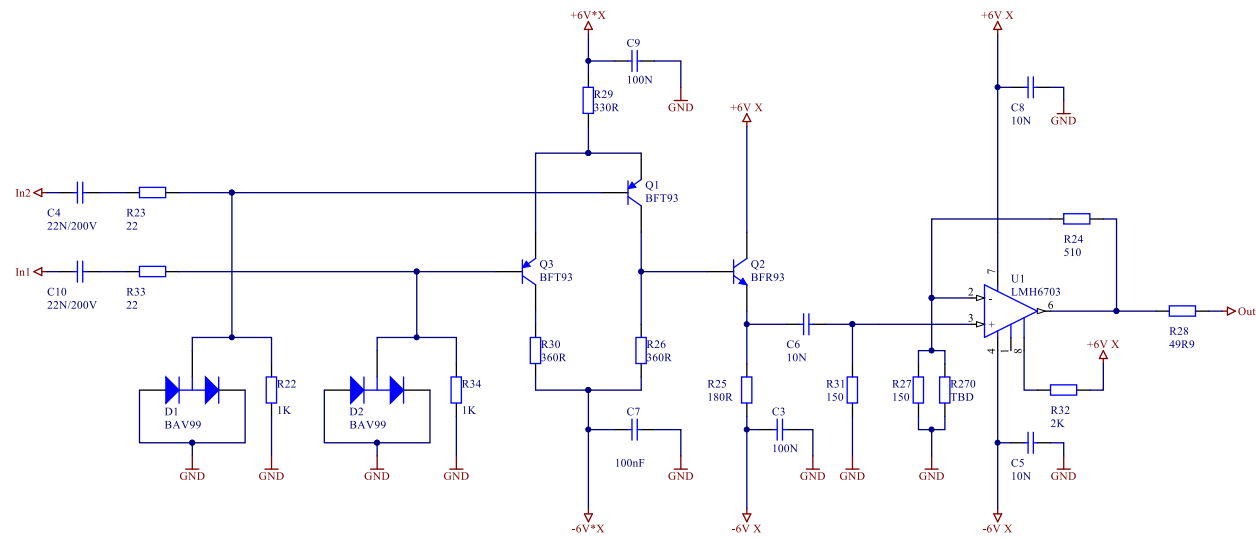 +6V*X
+6V X
C9
100N
R29
330R
GND
+6V X
C8
10N
GND
In2
C4
22N/200V
R23
22
Q1
BFT93
In1
C10
22N/200V
R33
22
Q3
BFT93
Q2
BFR93
R24
510
7
U1
LMH6703
2
-
3
+
6
4
1
8
R28
49R9
Out
C6
10N
+6V X
R30
360R
R26
360R
R22
1K
R34
1K
D1
BAV99
D2
BAV99
R25
180R
R31
150
R27
150
R270
TBD
R32
2K
C7
100nF
C3
100N
C5
10N
GND
GND
GND
GND
GND
GND
GND
GND
GND
-6V*X
-6V X
-6V X